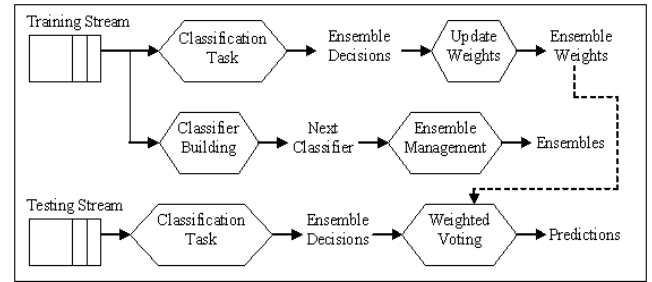 Training Stream
Classification
Task
Ensemble
Decisions
Update
Weights
Ensemble
Weights
Classifier
Building
Next
Classifier
Ensemble
Management
Ensembles
Testing Stream
Classification
Task
Ensemble
Decisions
Weighted
Voting
Predictions